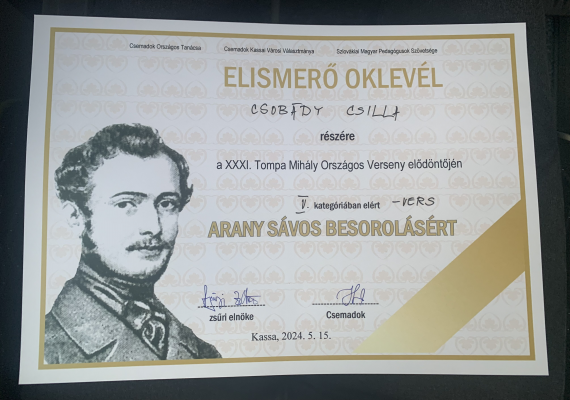 Csemadok Országos Tanácsa Csemadok Kassai Városi Választmánya Szlovákiai Magyar Pedagógusok Szövetsége
ELISMERŐ OKLEVÉL
CSOBÁDY CSILLA
részére
a XXXI. Tompa Mihály Országos Verseny elődöntőjén
V. kategóriában elért -VERS
ARANY SÁVOS BESOROLÁSÉRT
zsűri elnöke Csemadok
Kassa, 2024. 5. 15.